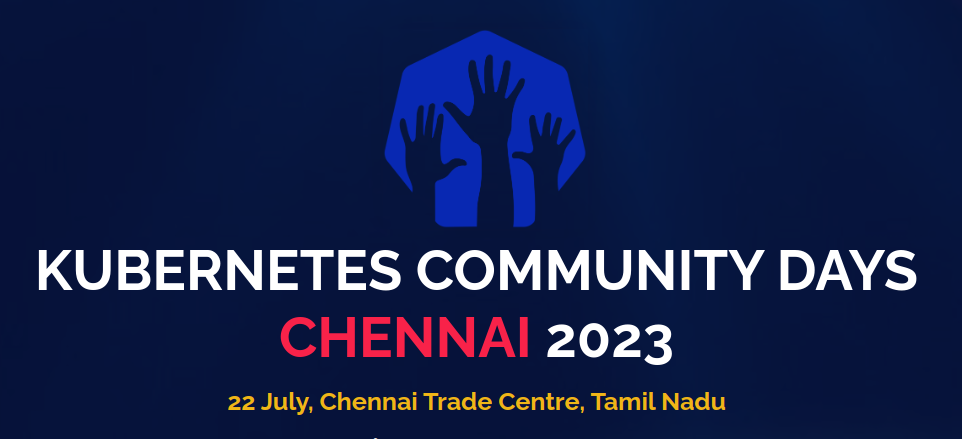 KUBERNETES COMMUNITY DAYS
CHENNAI 2023
22 July, Chennai Trade Centre, Tamil Nadu